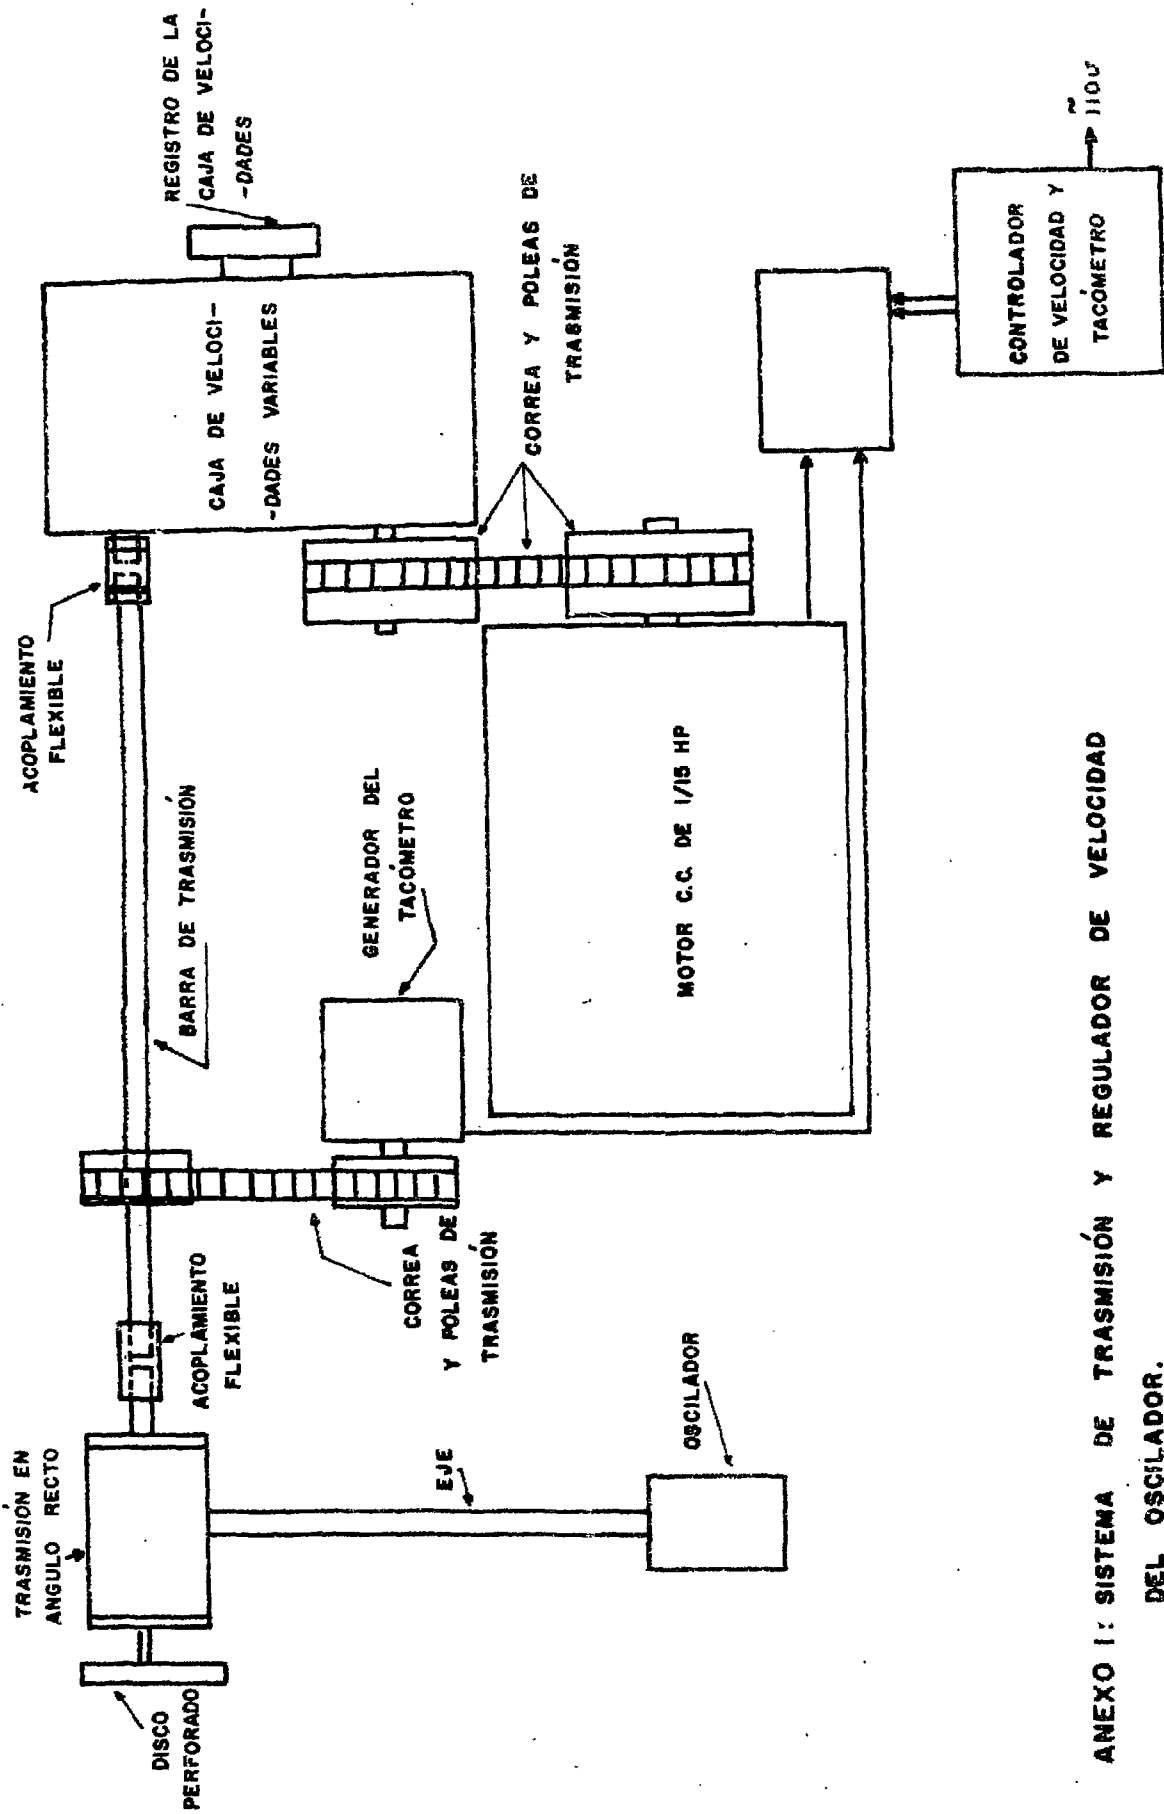 TRASMISIÓN EN
ANGULO RECTO
DISCO
PERFORADO
ACOPLAMIENTO
FLEXIBLE
EJE
OSCILADOR
CORREA
Y POLEAS DE
TRASMISIÓN
BARRA DE TRASMISIÓN
GENERADOR DEL
TACÓMETRO
ACOPLAMIENTO
FLEXIBLE
MOTOR C.C. DE 1/15 HP
CAJA DE VELOCI-
-DADES VARIABLES
REGISTRO DE LA
CAJA DE VELOCI-
-DADES
CORREA Y POLEAS DE
TRASMISIÓN
CONTROLADOR
DE VELOCIDAD Y
TACÓMETRO
~
110V
ANEXO I: SISTEMA DE TRASMISIÓN Y REGULADOR DE VELOCIDAD
DEL OSCILADOR.